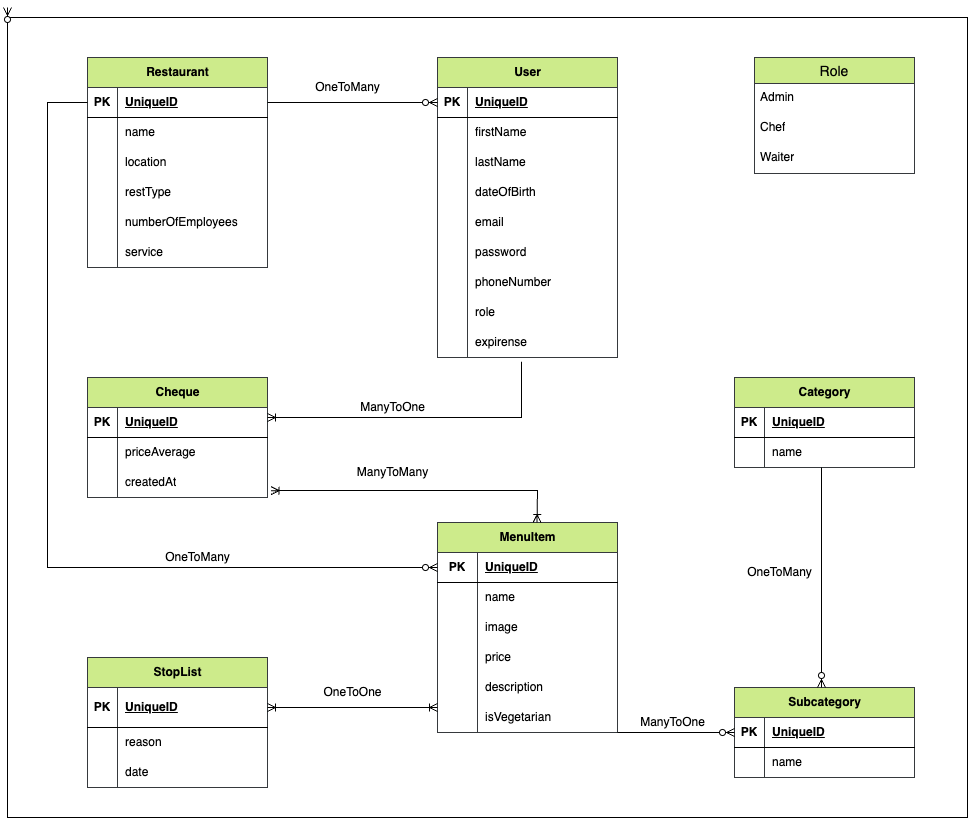 Restaurant
PK UniqueID
name
location
restType
numberOfEmployees
service
OneToMany
User
PK UniqueID
firstName
lastName
dateOfBirth
email
password
phoneNumber
role
expirense
Role
Admin
Chef
Waiter
Cheque
PK UniqueID
priceAverage
createdAt
ManyToOne
ManyToMany
Category
PK UniqueID
name
OneToMany
MenuItem
PK UniqueID
name
image
price
description
isVegetarian
OneToMany
StopList
PK UniqueID
reason
date
OneToOne
ManyToOne
Subcategory
PK UniqueID
name